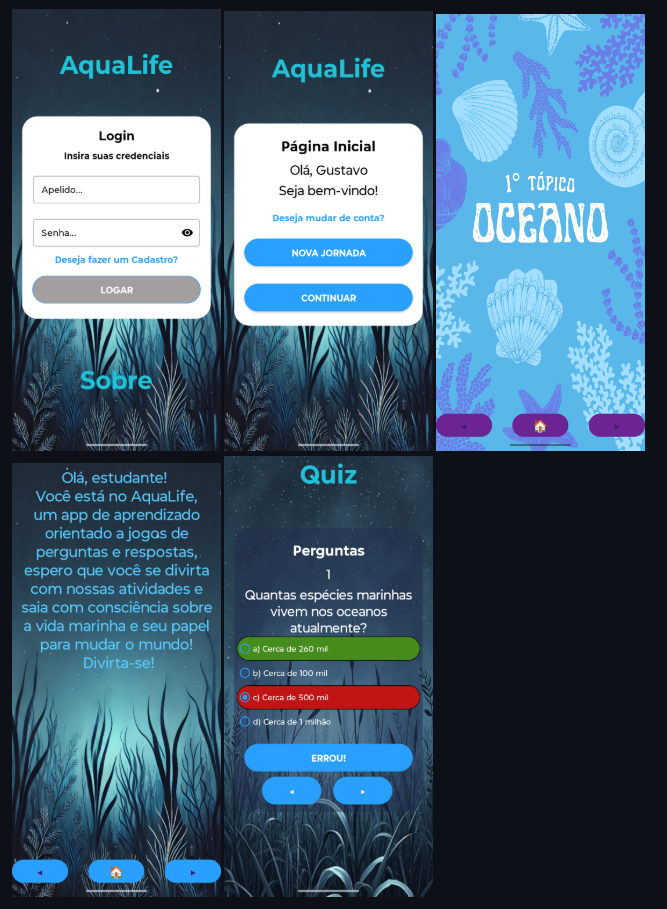 AquaLife
Login
Insira suas credenciais
Apelido...
Senha...
Deseja fazer um Cadastro?
LOGAR
Sobre
AquaLife
Página Inicial
Olá, Gustavo
Seja bem-vindo!
Deseja mudar de conta?
NOVA JORNADA
CONTINUAR
1º TÓPICO
OCEANO
Olá, estudante!
Você está no AquaLife,
um app de aprendizado
orientado a jogos de
perguntas e respostas,
espero que você se divirta
com nossas atividades e
saia com consciência sobre
a vida marinha e seu papel
para mudar o mundo!
Divirta-se!
Quiz
Perguntas
1
Quantas espécies marinhas
vivem nos oceanos
atualmente?
a) Cerca de 260 mil
b) Cerca de 100 mil
c) Cerca de 500 mil
d) Cerca de 1 milhão
ERROU!